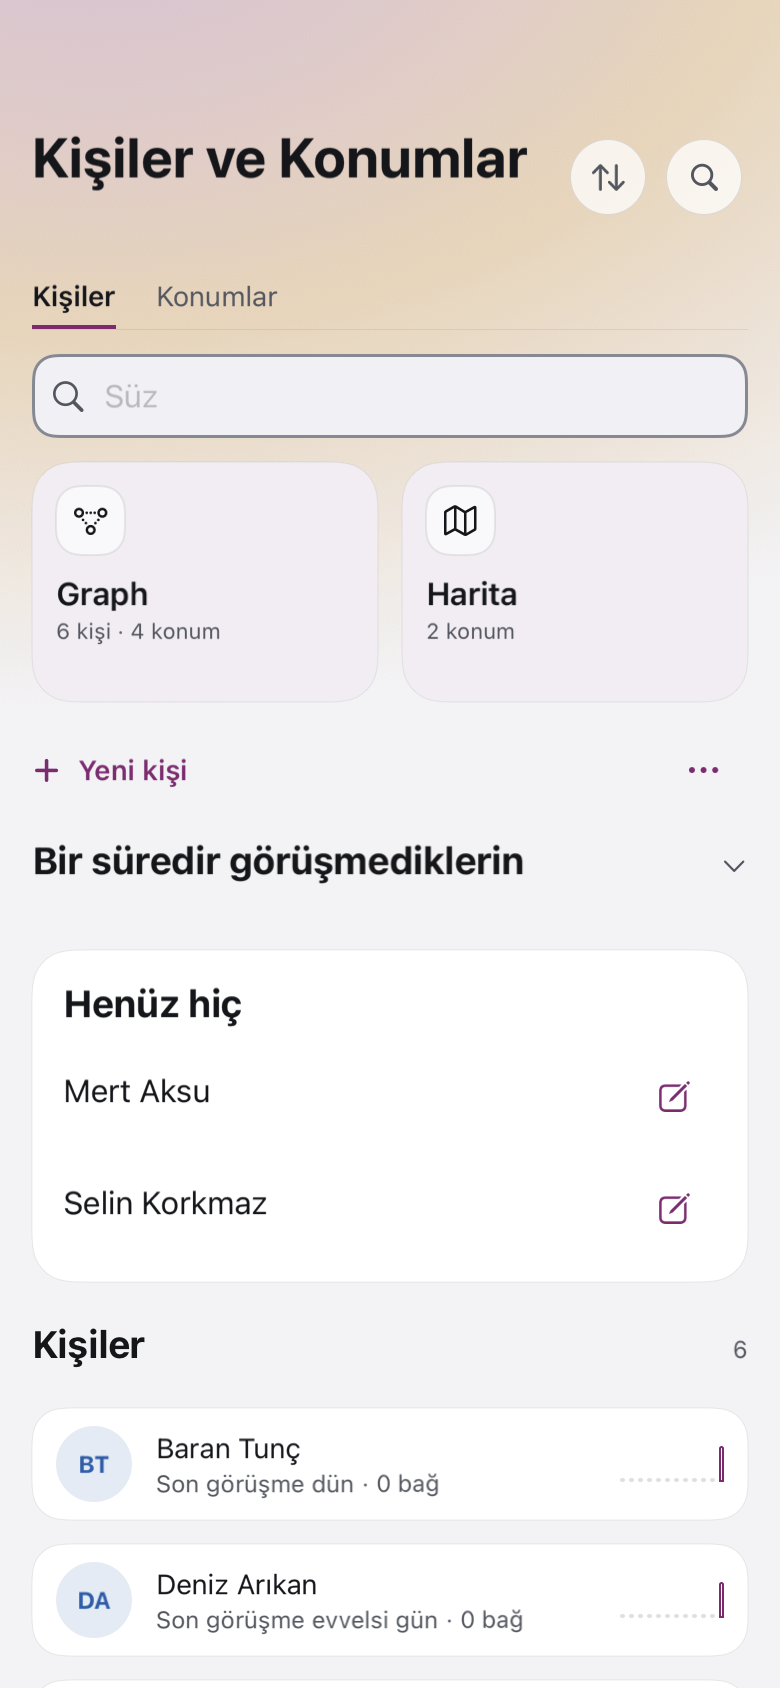 Kişiler ve Konumlar
Kişiler
Konumlar
Süz
Graph
6 kişi · 4 konum
Harita
2 konum
Yeni kişi
Bir süredir görüşmediklerin
Henüz hiç
Mert Aksu
Selin Korkmaz
Kişiler
6
BT
Baran Tunç
Son görüşme dün · 0 bağ
DA
Deniz Arıkan
Son görüşme evvelsi gün · 0 bağ